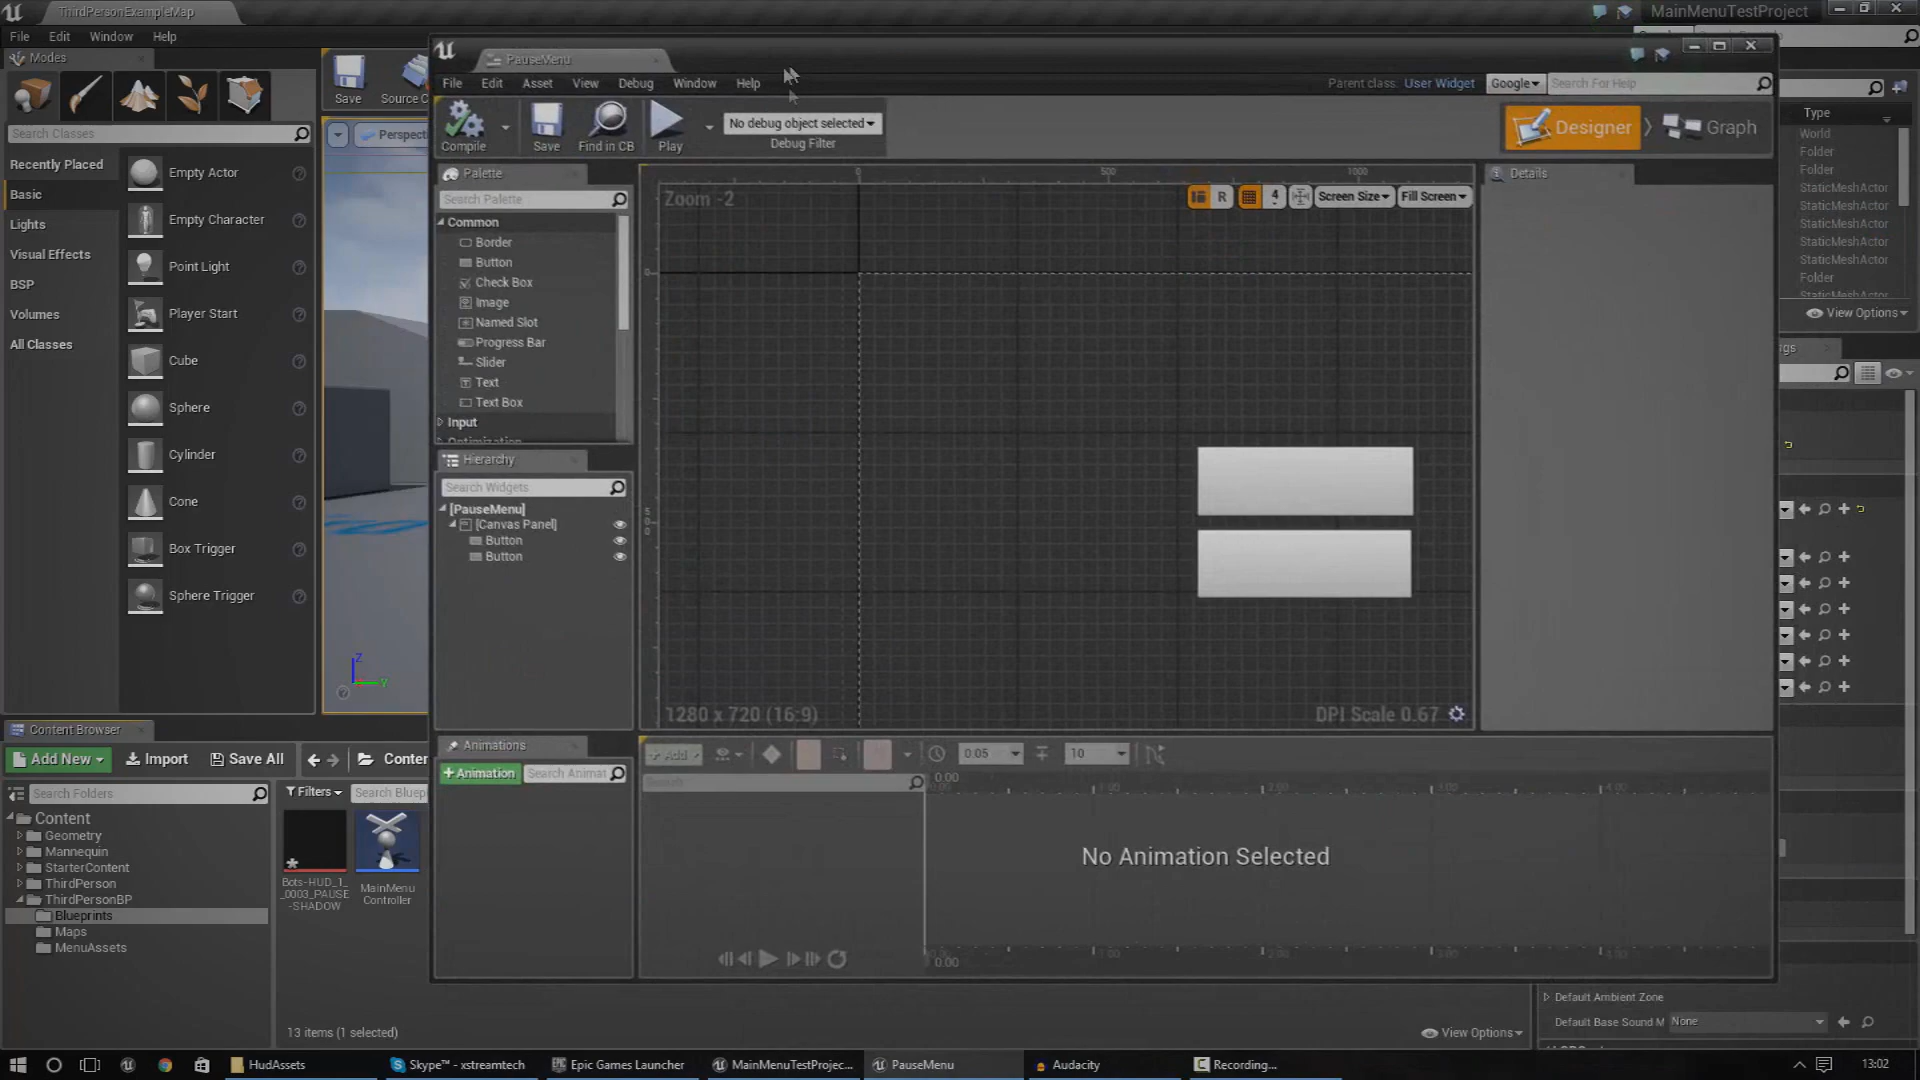 ThirdPersonExampleMap
MainMenuTestProject
File Edit Window Help
Modes
Save Source C
Search Classes
Recently Placed
Basic
Lights
Visual Effects
BSP
Volumes
All Classes
Empty Actor
Empty Character
Point Light
Player Start
Cube
Sphere
Cylinder
Cone
Box Trigger
Sphere Trigger
Perspecti
PauseMenu
File Edit Asset View Debug Window Help
Parent class: User Widget Google Search For Help
Compile Save Find in CB Play
No debug object selected
Debug Filter
Designer Graph
Palette
Search Palette
Common
Border
Button
Check Box
Image
Named Slot
Progress Bar
Slider
Text
Text Box
Input
Optimization
Hierarchy
Search Widgets
[PauseMenu]
[Canvas Panel]
Button
Button
Zoom -2
0 500 1000
R 4 Screen Size Fill Screen
1280 x 720 (16:9)
DPI Scale 0.67
Details
Animations
+Animation Search Animat
+ Add 0.05 10
Search
0.00
No Animation Selected
0.00
Type
World
Folder
StaticMeshActor
Folder
StaticMeshActor
StaticMeshActor
StaticMeshActor
StaticMeshActor
Folder
StaticMeshActor
View Options
Content Browser
Add New Import Save All Conten
Search Folders
Filters Search Bluep
Content
Geometry
Mannequin
StarterContent
ThirdPerson
ThirdPersonBP
Blueprints
Maps
MenuAssets
Bots-HUD_1_
_0003_PAUSE
-SHADOW
MainMenu
Controller
13 items (1 selected)
View Options
Default Ambient Zone
Default Base Sound M None
HudAssets
Skype™ - xstreamtech
Epic Games Launcher
MainMenuTestProjec...
PauseMenu
Audacity
Recording...
13:02